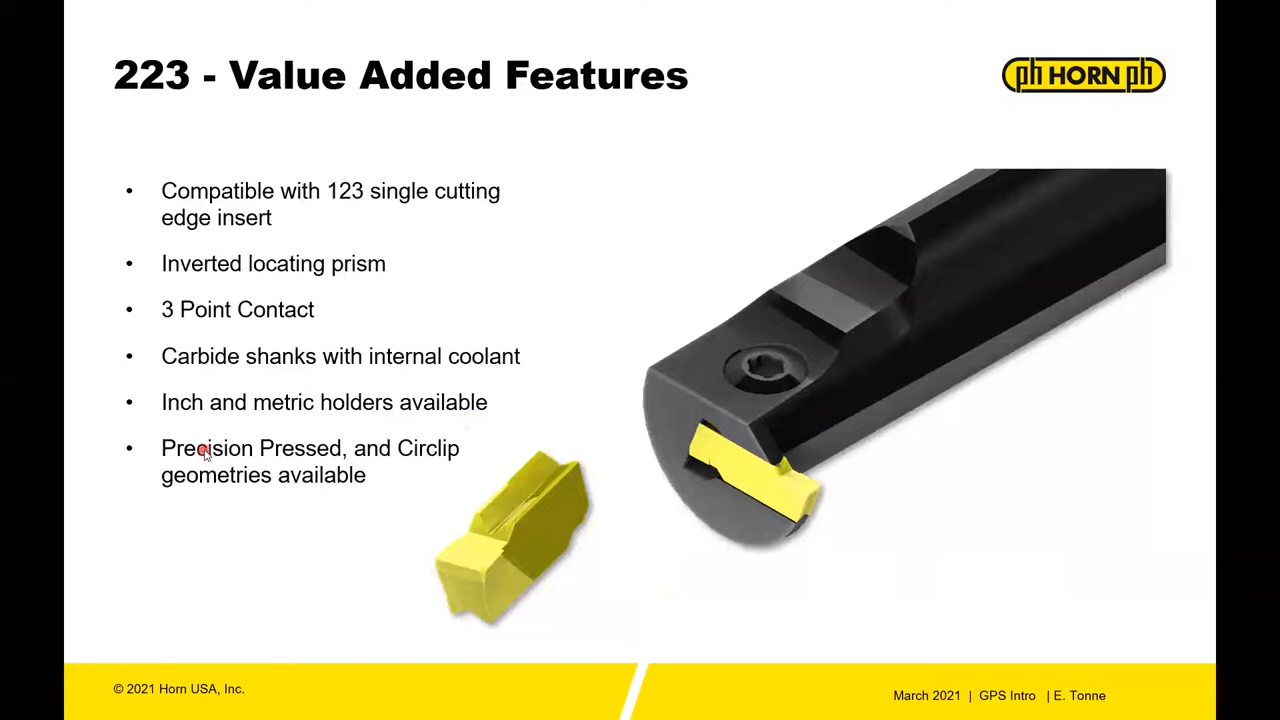 223 - Value Added Features
ph HORN ph
• Compatible with 123 single cutting
edge insert
• Inverted locating prism
• 3 Point Contact
• Carbide shanks with internal coolant
• Inch and metric holders available
• Precision Pressed, and Circlip
geometries available
© 2021 Horn USA, Inc.
March 2021 | GPS Intro | E. Tonne